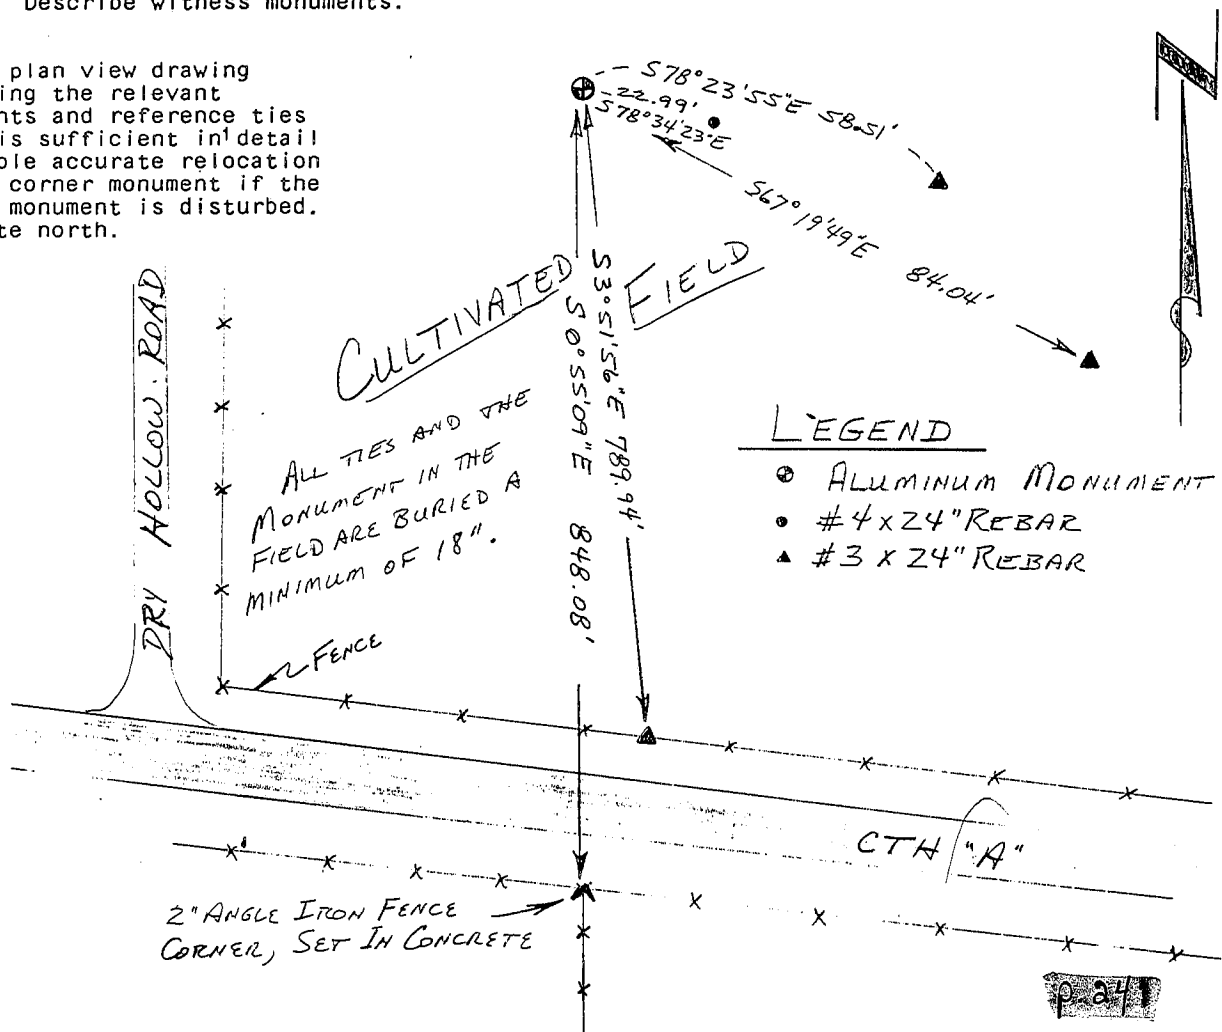 Describe witness monuments.
plan view drawing
ing the relevant
nts and reference ties
is sufficient in detail
ble accurate relocation
corner monument if the
monument is disturbed.
te north.
S78°23'55"E 58.51'
22.99'
S78°34'23"E
S67°19'49"E 84.04'
CULTIVATED FIELD
S3°51'56"E 789.94'
S0°55'09"E 848.08'
DRY HOLLOW ROAD
ALL TIES AND THE
MONUMENT IN THE
FIELD ARE BURIED A
MINIMUM OF 18".
LEGEND
ALUMINUM MONUMENT
#4 x 24" REBAR
#3 x 24" REBAR
FENCE
CTH "A"
2" ANGLE IRON FENCE
CORNER, SET IN CONCRETE
p.241